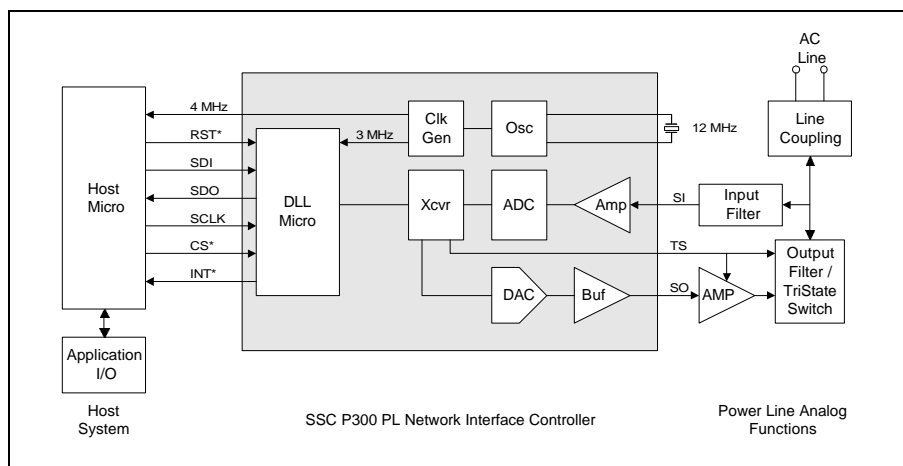 AC
Line
4 MHz
Clk
Gen
Osc
12 MHz
Line
Coupling
RST*
3 MHz
SDI
Host
Micro
SDO
DLL
Micro
Xcvr
ADC
Amp
SI
Input
Filter
SCLK
CS*
TS
Output
Filter /
TriState
Switch
INT*
DAC
Buf
SO
AMP
Application
I/O
Host
System
SSC P300 PL Network Interface Controller
Power Line Analog
Functions